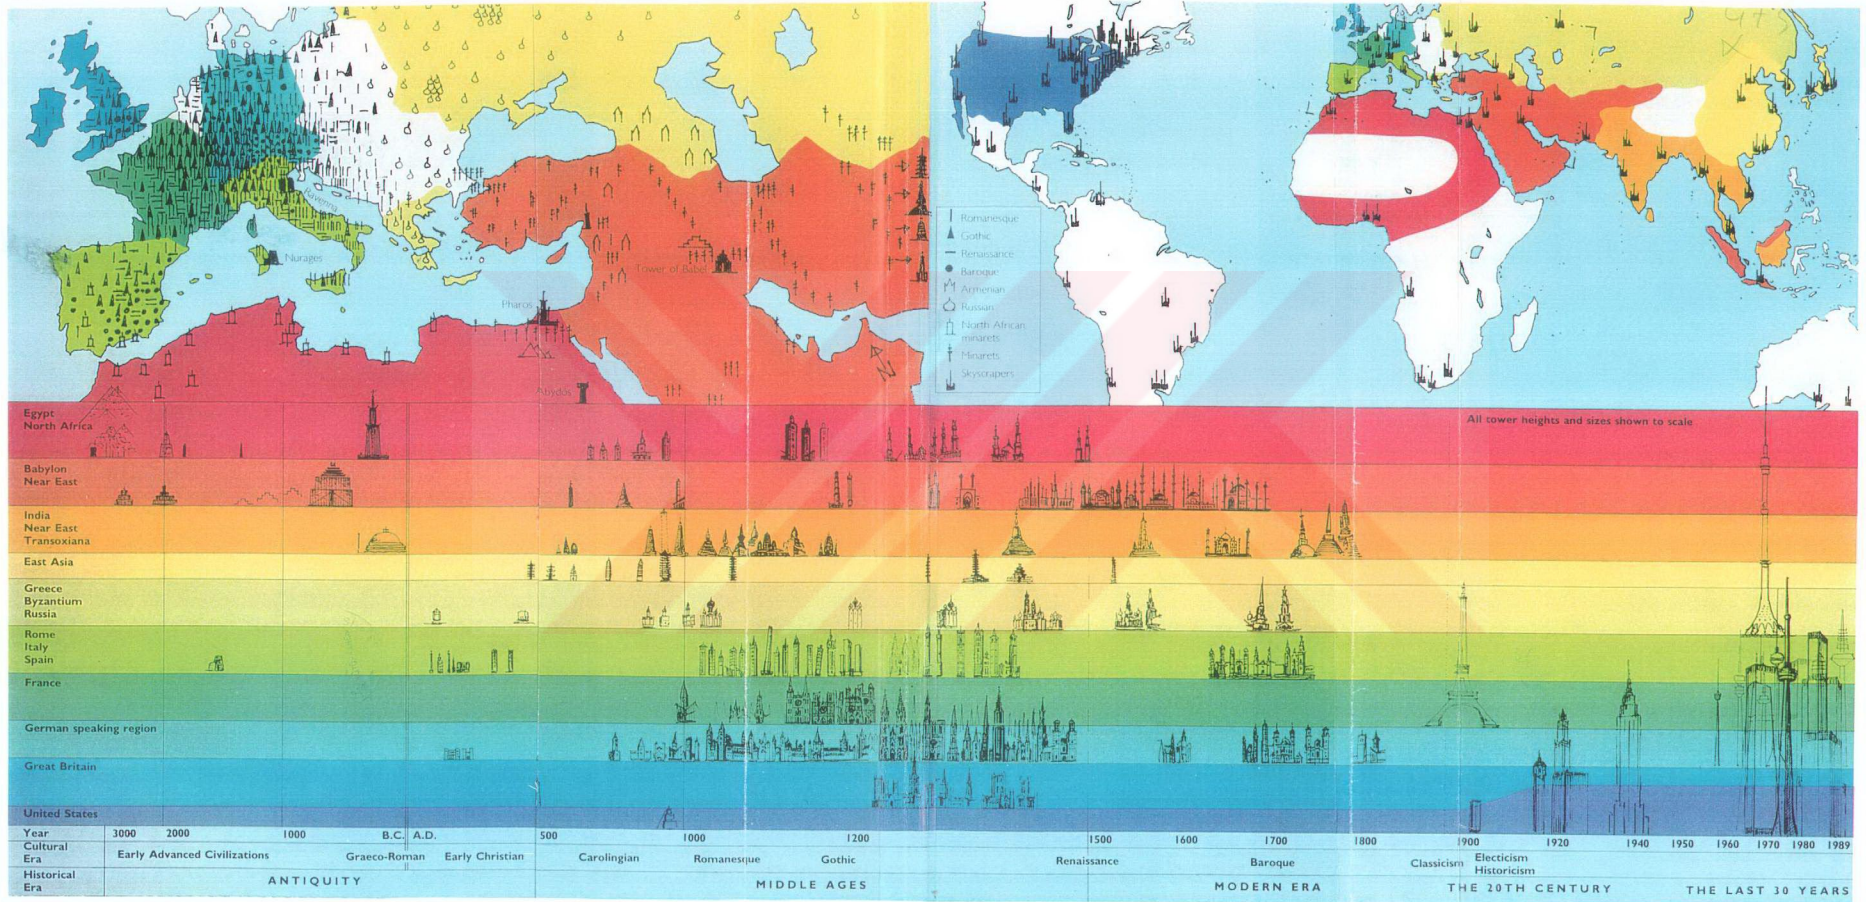 Ravenna
Nurages
Tower of Babel
Pharos
Abydos
Romanesque
Gothic
Renaissance
Baroque
Armenian
Russian
North African
minarets
Minarets
Skyscrapers
All tower heights and sizes shown to scale
Egypt
North Africa
Babylon
Near East
India
Near East
Transoxiana
East Asia
Greece
Byzantium
Russia
Rome
Italy
Spain
France
German speaking region
Great Britain
United States
Year 3000 2000 1000 B.C. A.D. 500 1000 1200 1500 1600 1700 1800 1900 1920 1940 1950 1960 1970 1980 1989
Cultural
Era
Early Advanced Civilizations Graeco-Roman Early Christian Carolingian Romanesque Gothic Renaissance Baroque Classicism Electicism
Historicism
Historical
Era
ANTIQUITY MIDDLE AGES MODERN ERA THE 20TH CENTURY THE LAST 30 YEARS